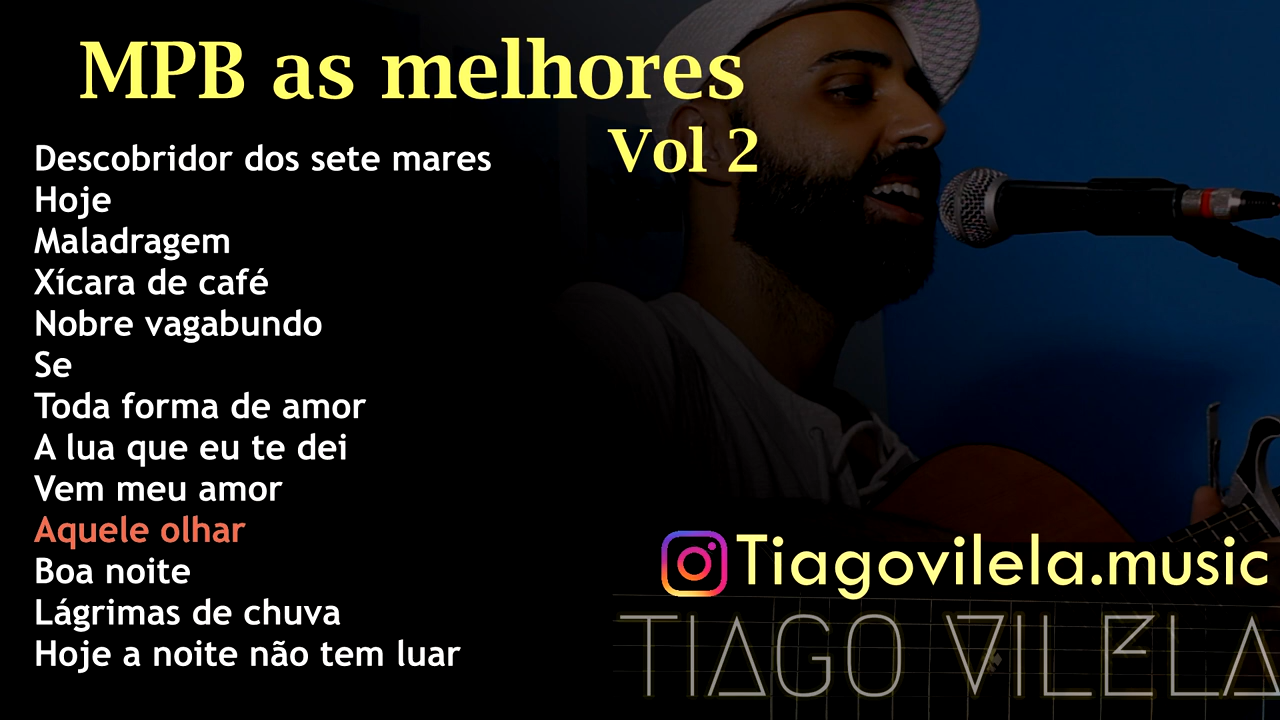 MPB as melhores
Vol 2
Descobridor dos sete mares
Hoje
Maladragem
Xícara de café
Nobre vagabundo
Se
Toda forma de amor
A lua que eu te dei
Vem meu amor
Aquele olhar
Boa noite
Lágrimas de chuva
Hoje a noite não tem luar
Tiagovilela.music
TIAGO VILELA